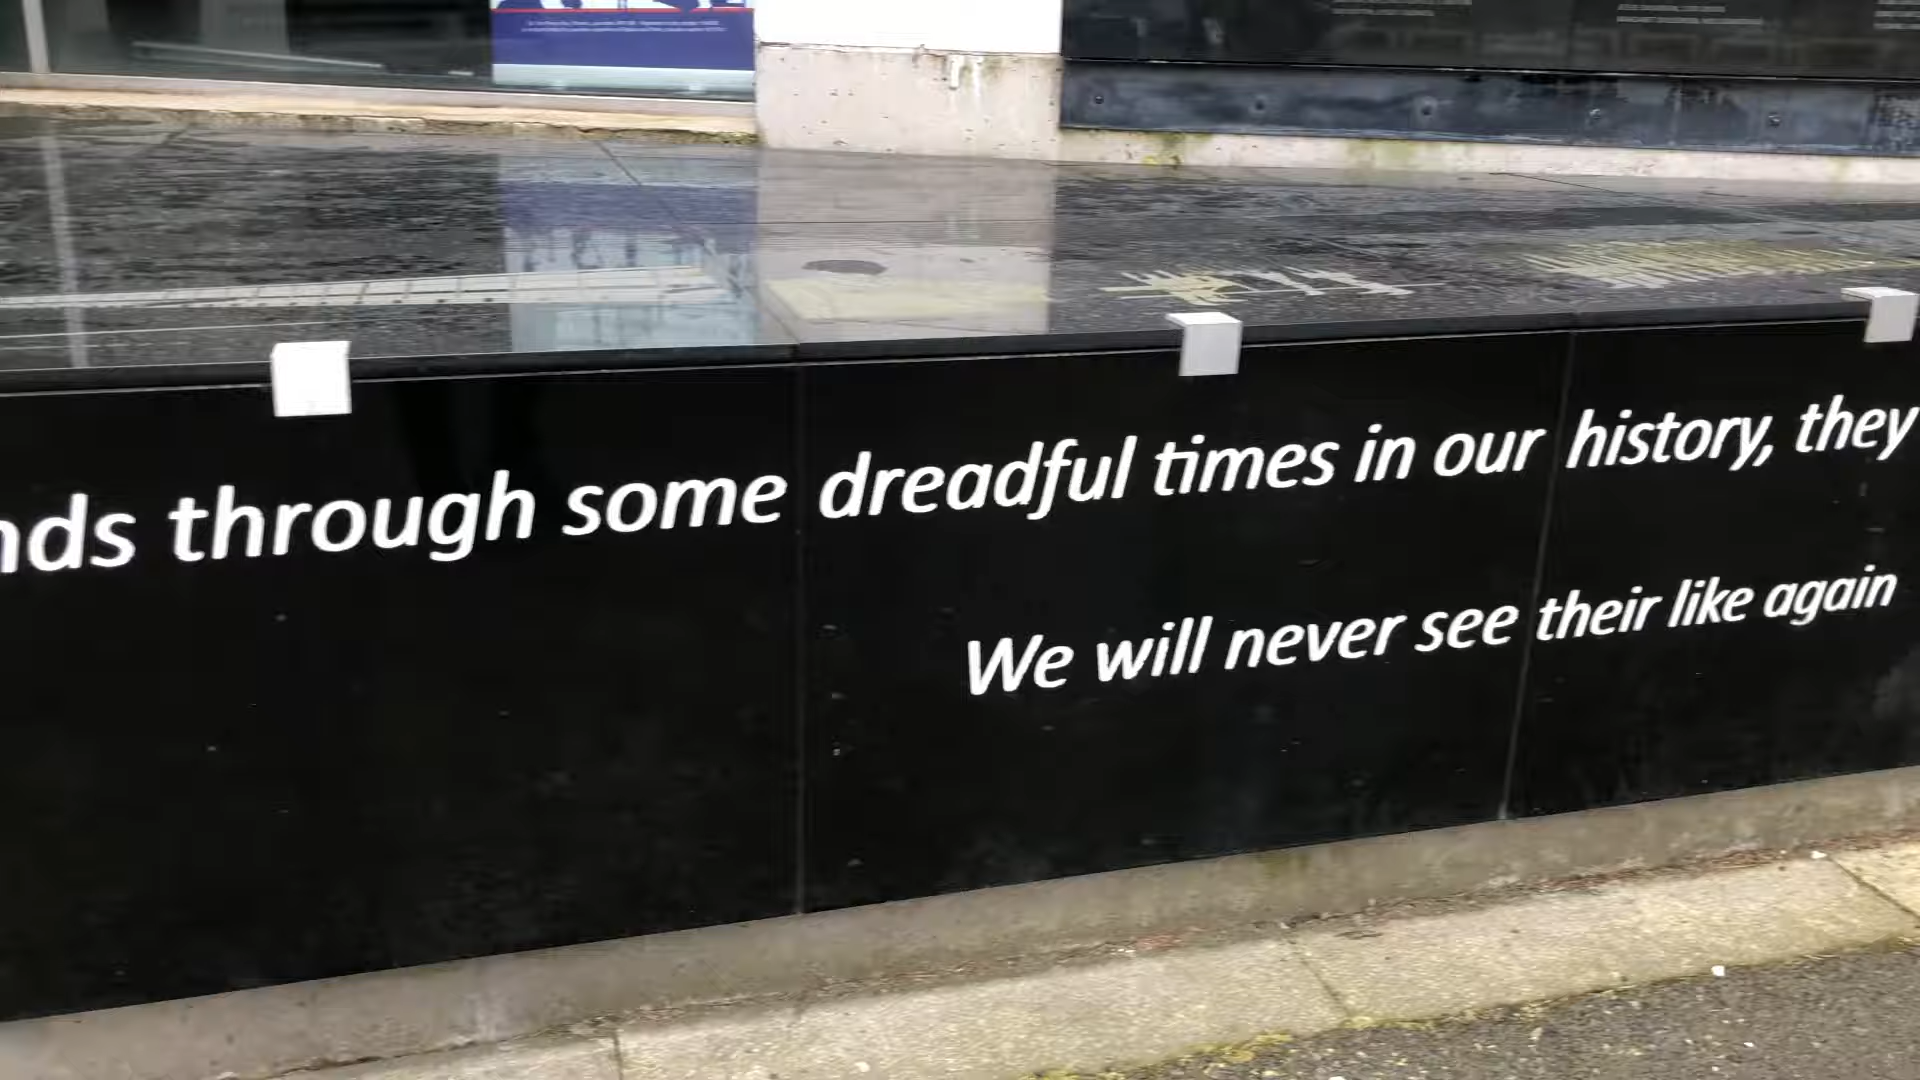 nds through some dreadful times in our history, they
We will never see their like again